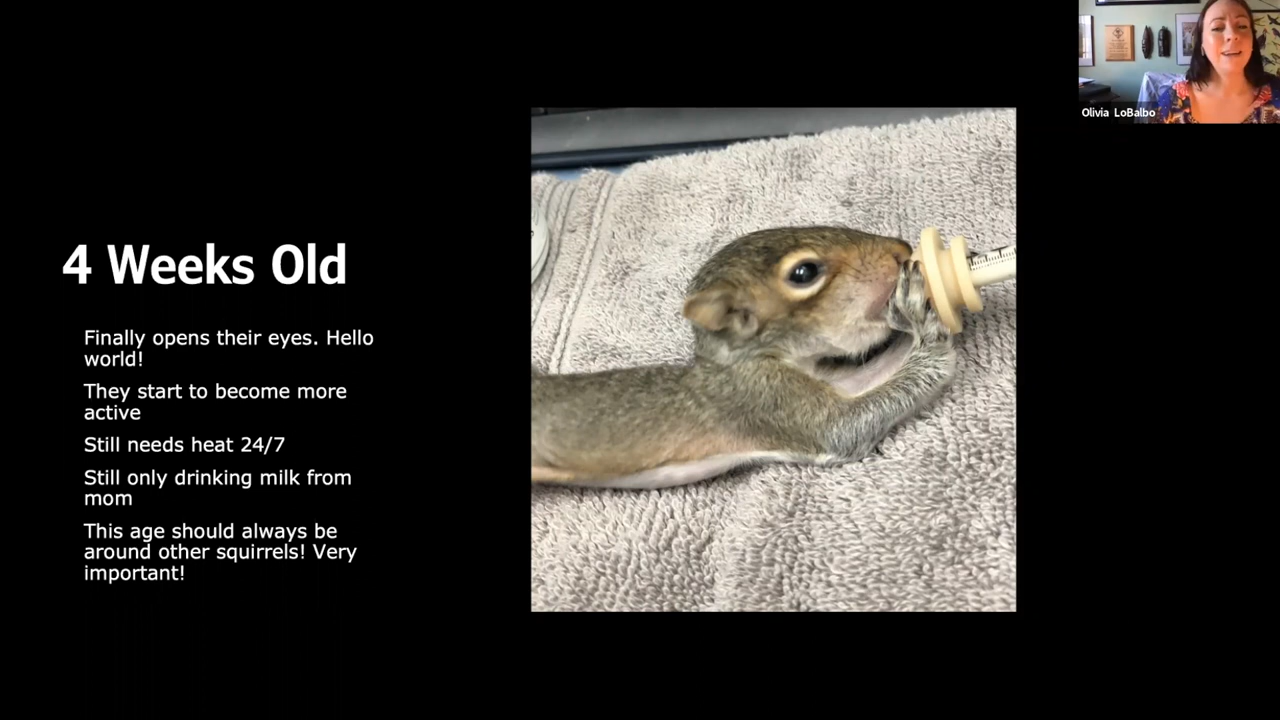 Olivia LoBalbo
4 Weeks Old
Finally opens their eyes. Hello
world!
They start to become more
active
Still needs heat 24/7
Still only drinking milk from
mom
This age should always be
around other squirrels! Very
important!